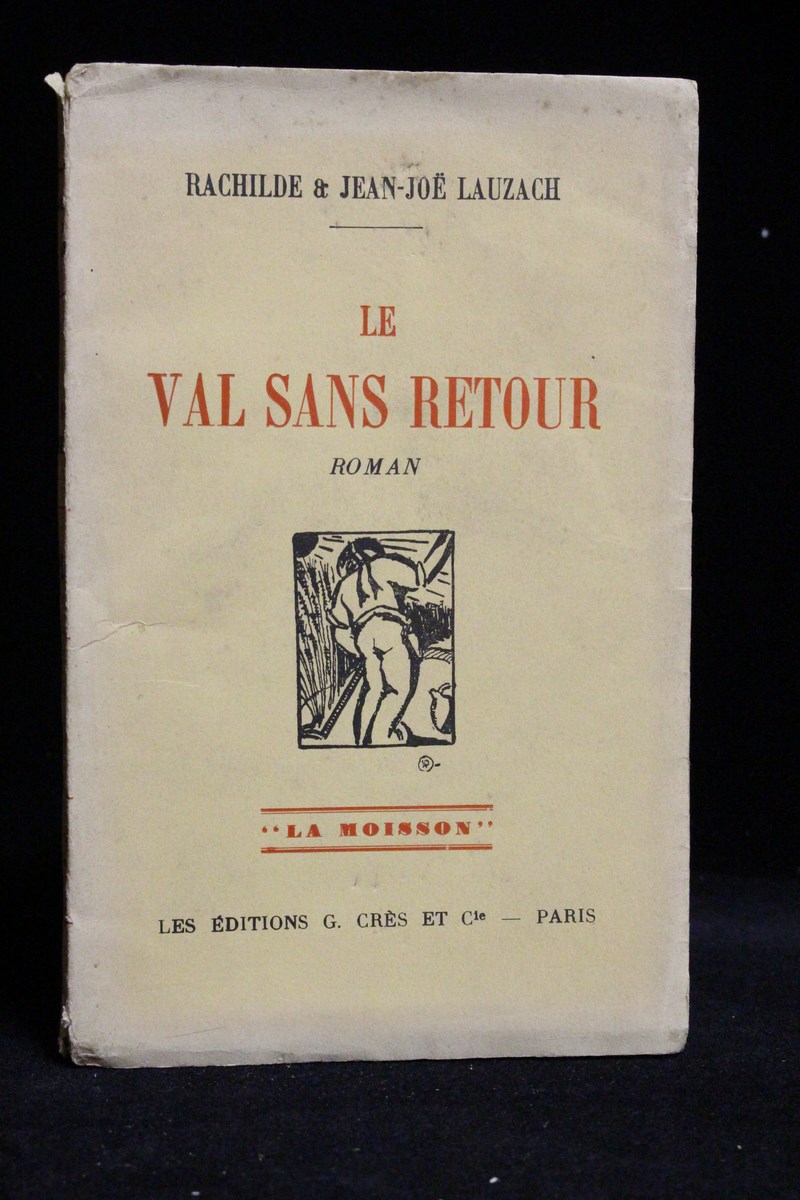 RACHILDE & JEAN-JOË LAUZACH
LE
VAL SANS RETOUR
ROMAN
"LA MOISSON"
LES ÉDITIONS G. CRÈS ET Cie — PARIS